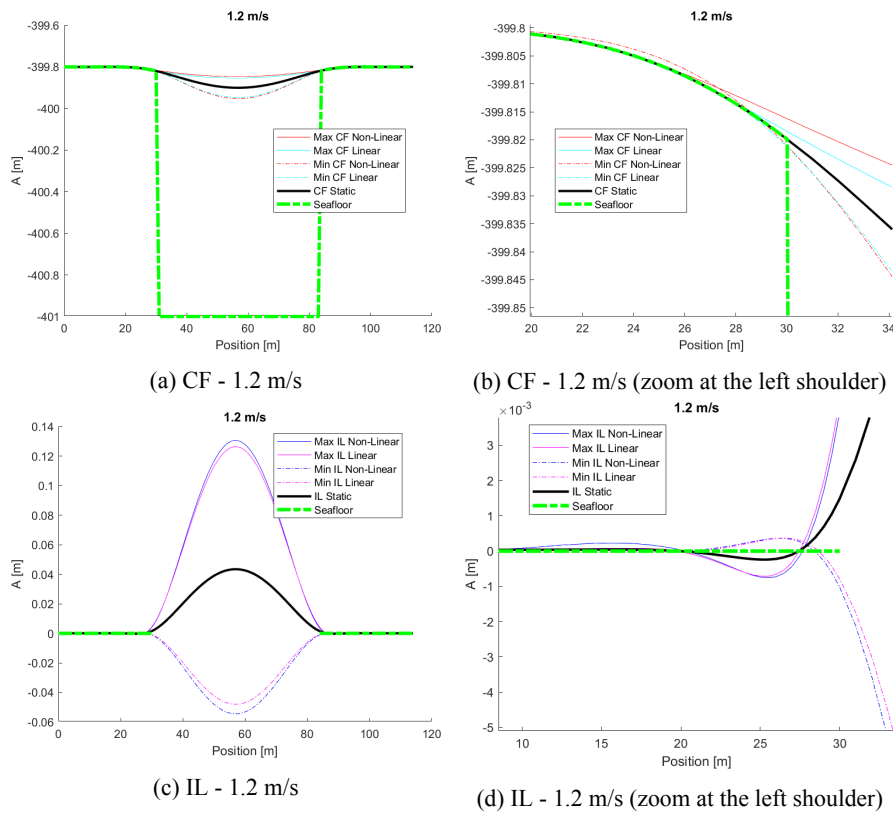 1.2 m/s
-399.6
-399.8
-400
-400.2
-400.4
-400.6
-400.8
-401
A [m]
Max CF Non-Linear
Max CF Linear
Min CF Non-Linear
Min CF Linear
CF Static
Seafloor
0 20 40 60 80 100 120
Position [m]
(a) CF - 1.2 m/s
1.2 m/s
-399.8
-399.805
-399.81
-399.815
-399.82
-399.825
-399.83
-399.835
-399.84
-399.845
-399.85
A [m]
Max CF Non-Linear
Max CF Linear
Min CF Non-Linear
Min CF Linear
CF Static
Seafloor
20 22 24 26 28 30 32 34
Position [m]
(b) CF - 1.2 m/s (zoom at the left shoulder)
1.2 m/s
0.14
0.12
0.1
0.08
0.06
0.04
0.02
0
-0.02
-0.04
-0.06
A [m]
Max IL Non-Linear
Max IL Linear
Min IL Non-Linear
Min IL Linear
IL Static
Seafloor
0 20 40 60 80 100 120
Position [m]
(c) IL - 1.2 m/s
1.2 m/s
×10-3
3
2
1
0
-1
-2
-3
-4
-5
A [m]
Max IL Non-Linear
Max IL Linear
Min IL Non-Linear
Min IL Linear
IL Static
Seafloor
10 15 20 25 30
Position [m]
(d) IL - 1.2 m/s (zoom at the left shoulder)